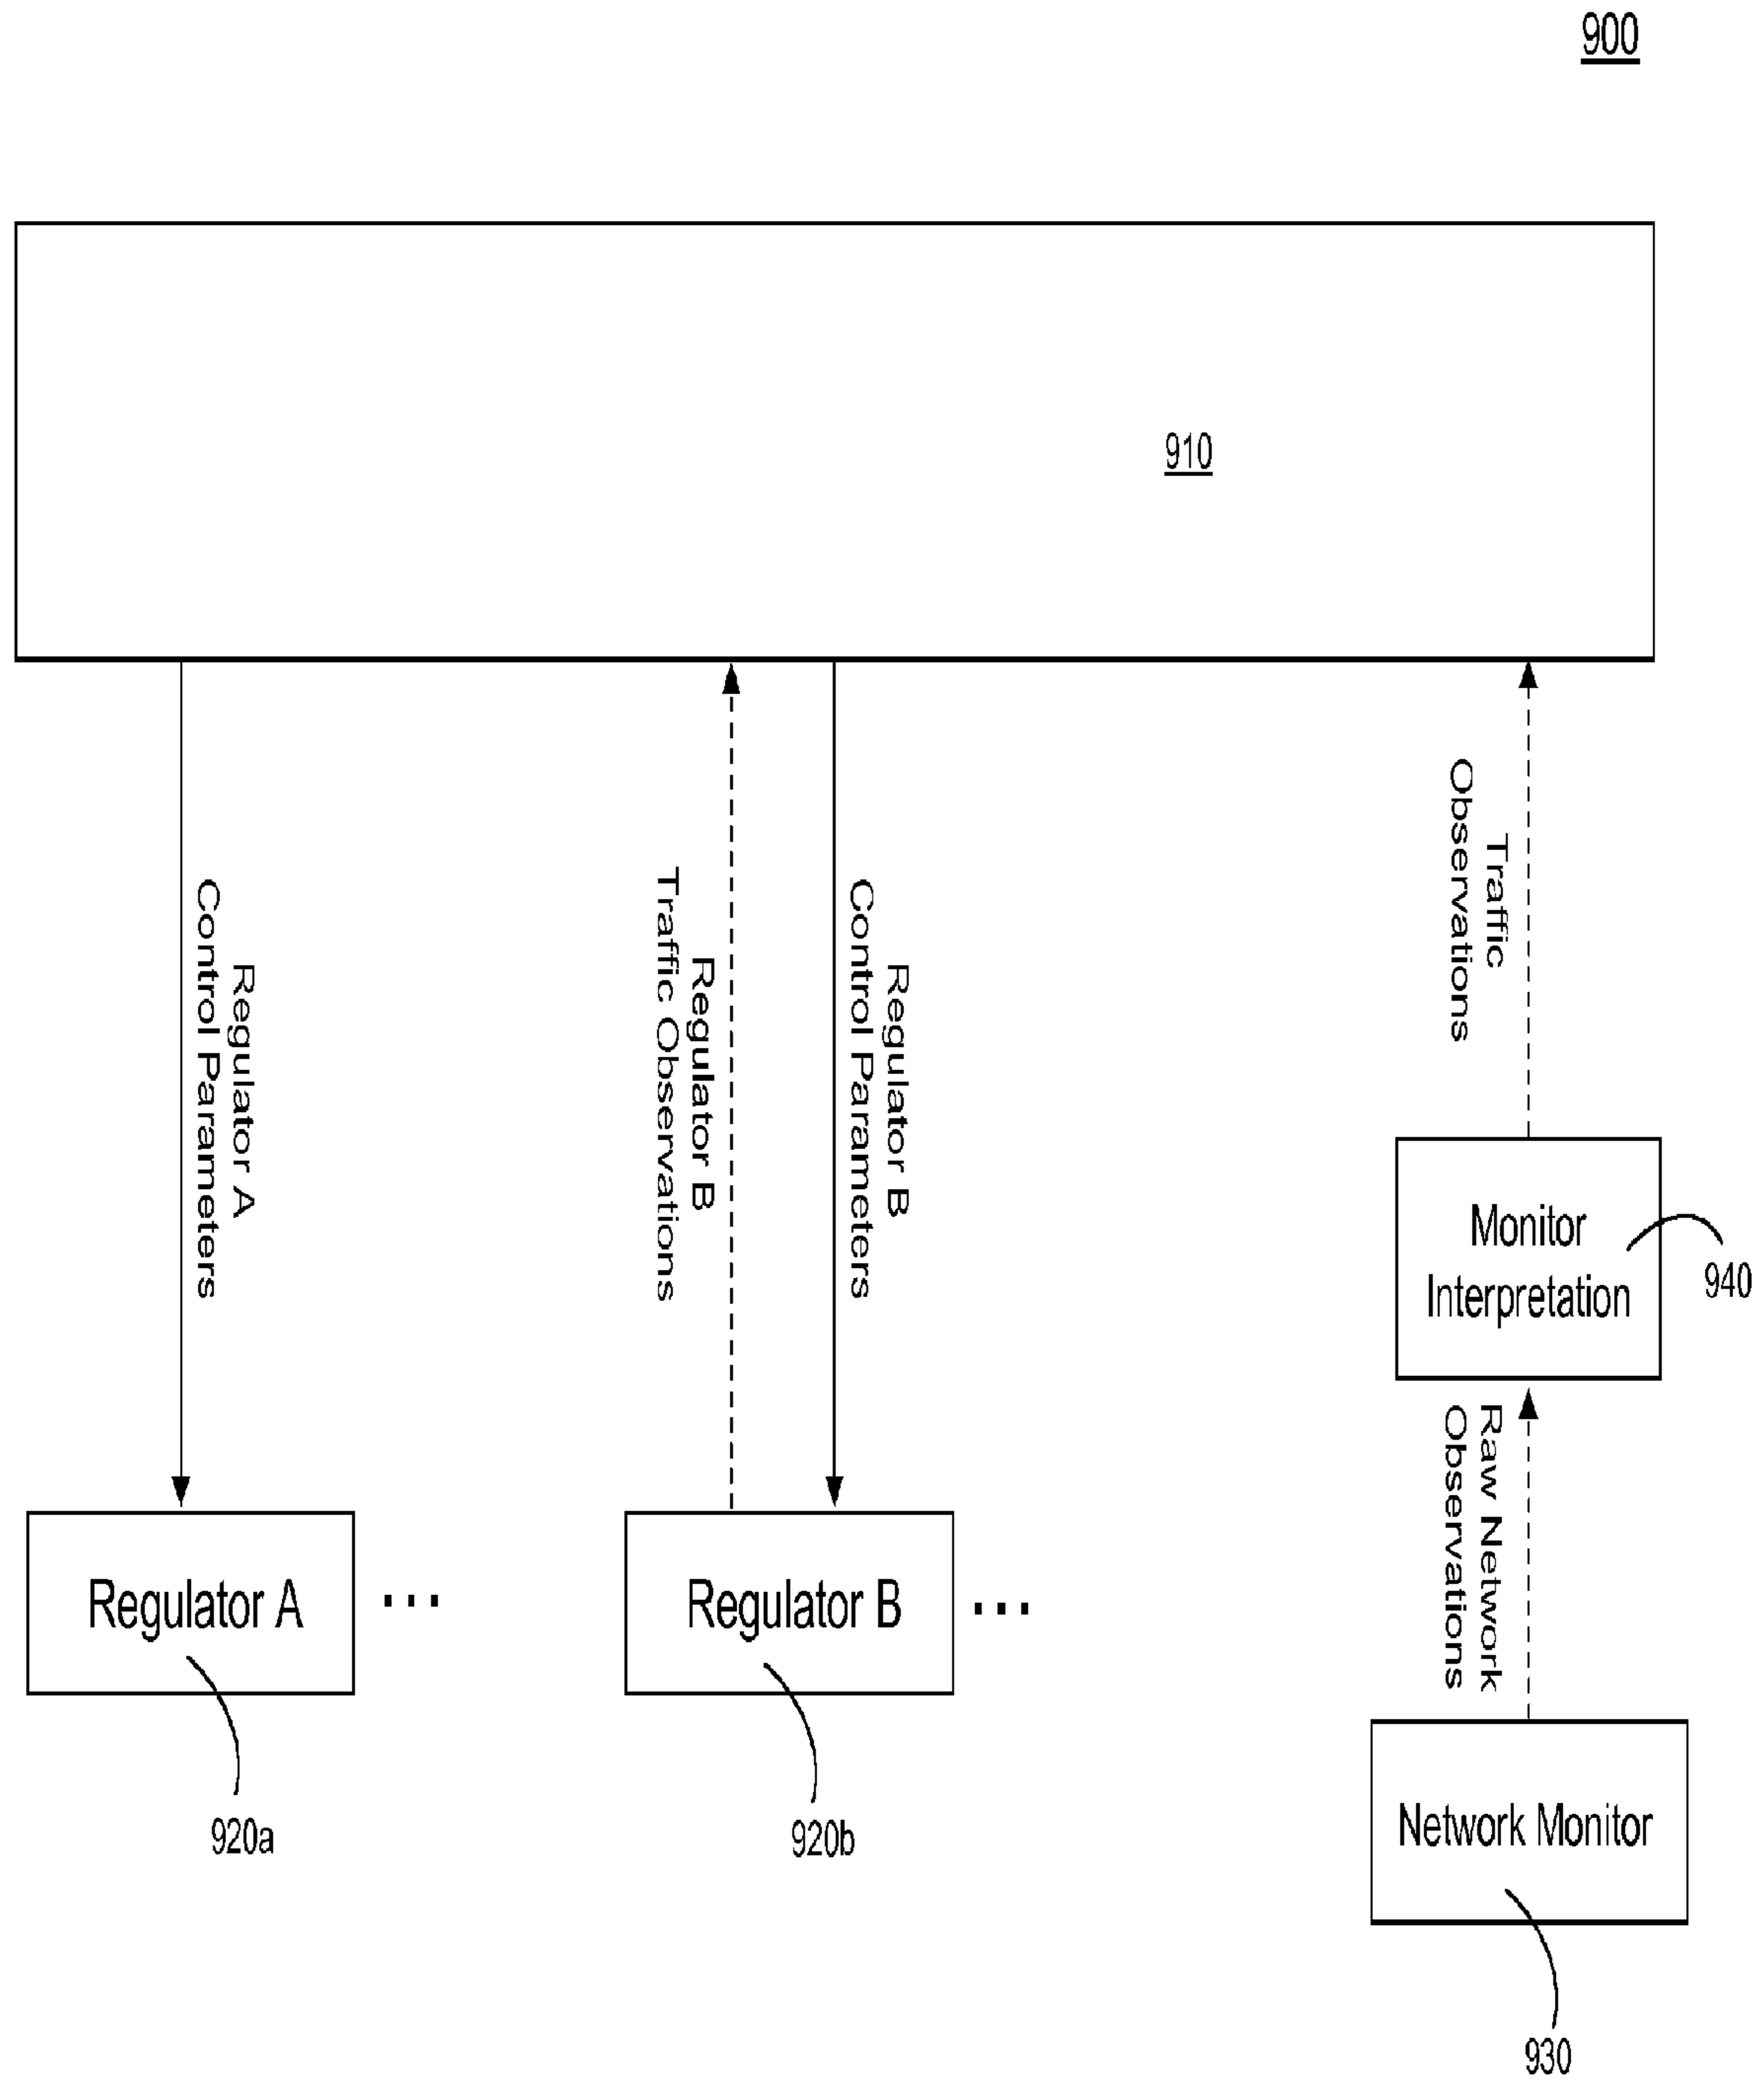 900
910
Regulator A
Control Parameters
Regulator B
Traffic Observations
Regulator B
Control Parameters
Traffic
Observations
Monitor
Interpretation
940
Raw Network
Observations
Regulator A
...
Regulator B
...
920a
920b
Network Monitor
930